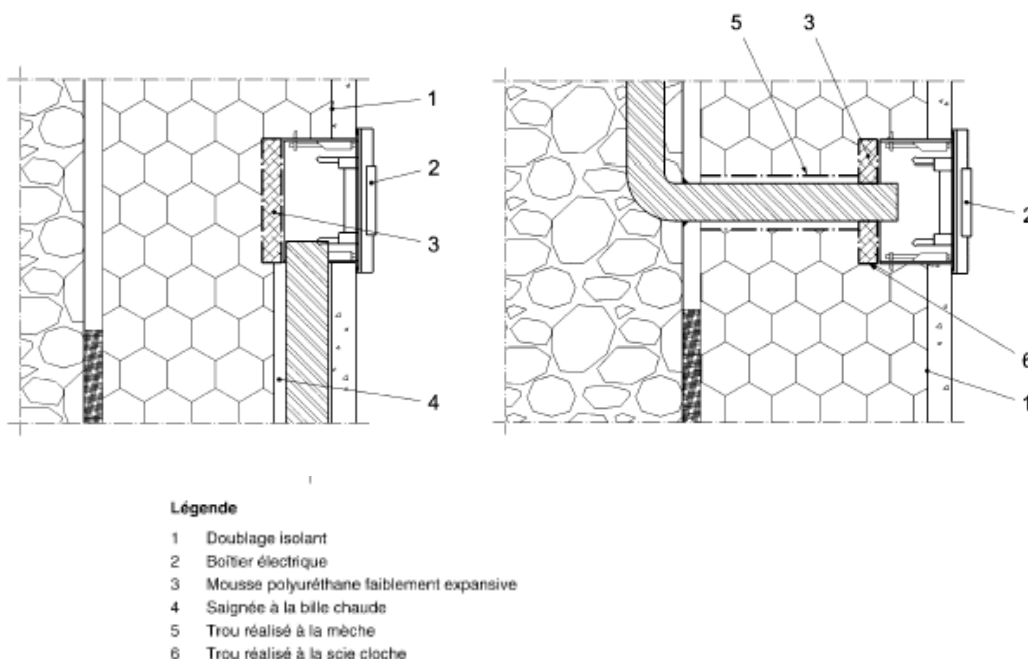 5 3
1
2
3
4
3
2
6
1
Légende
1 Doublage isolant
2 Boîtier électrique
3 Mousse polyuréthane faiblement expansive
4 Saignée à la bille chaude
5 Trou réalisé à la mèche
6 Trou réalisé à la scie cloche